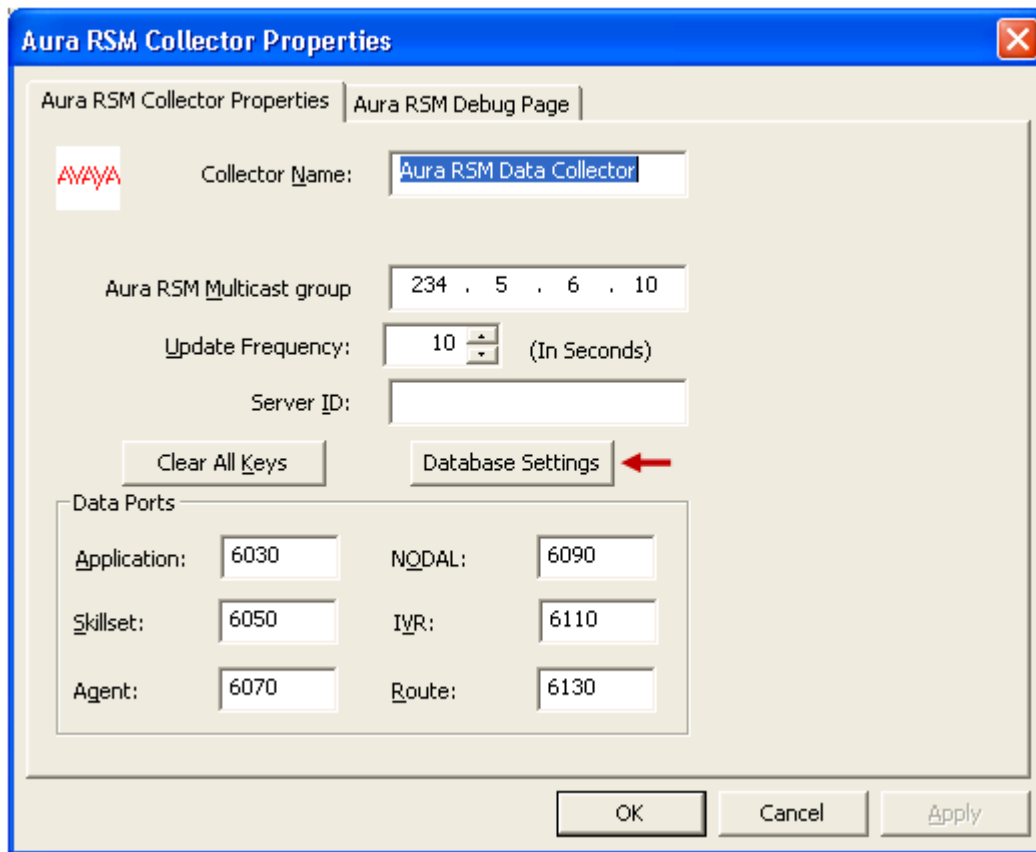 Aura RSM Collector Properties
Aura RSM Collector Properties
Aura RSM Debug Page
AVAYA
Collector Name:
Aura RSM Data Collector
Aura RSM Multicast group
234 . 5 . 6 . 10
Update Frequency:
10
(In Seconds)
Server ID:
Clear All Keys
Database Settings
Data Ports
Application:
6030
NODAL:
6090
Skillset:
6050
IVR:
6110
Agent:
6070
Route:
6130
OK
Cancel
Apply